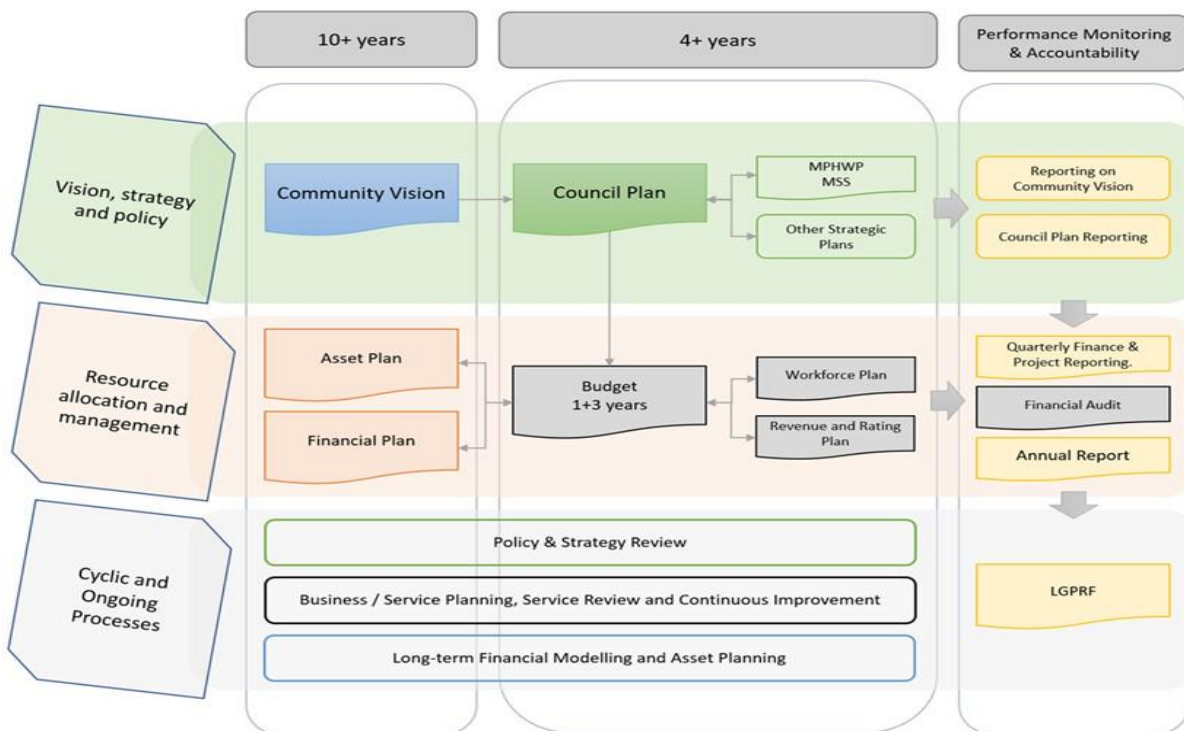 10+ years
4+ years
Performance Monitoring
& Accountability
Vision, strategy
and policy
Community Vision
Council Plan
MPHWP
MSS
Other Strategic
Plans
Reporting on
Community Vision
Council Plan Reporting
Resource
allocation and
management
Asset Plan
Financial Plan
Budget
1+3 years
Workforce Plan
Revenue and Rating
Plan
Quarterly Finance &
Project Reporting.
Financial Audit
Annual Report
Cyclic and
Ongoing
Processes
Policy & Strategy Review
Business / Service Planning, Service Review and Continuous Improvement
Long-term Financial Modelling and Asset Planning
LGPRF